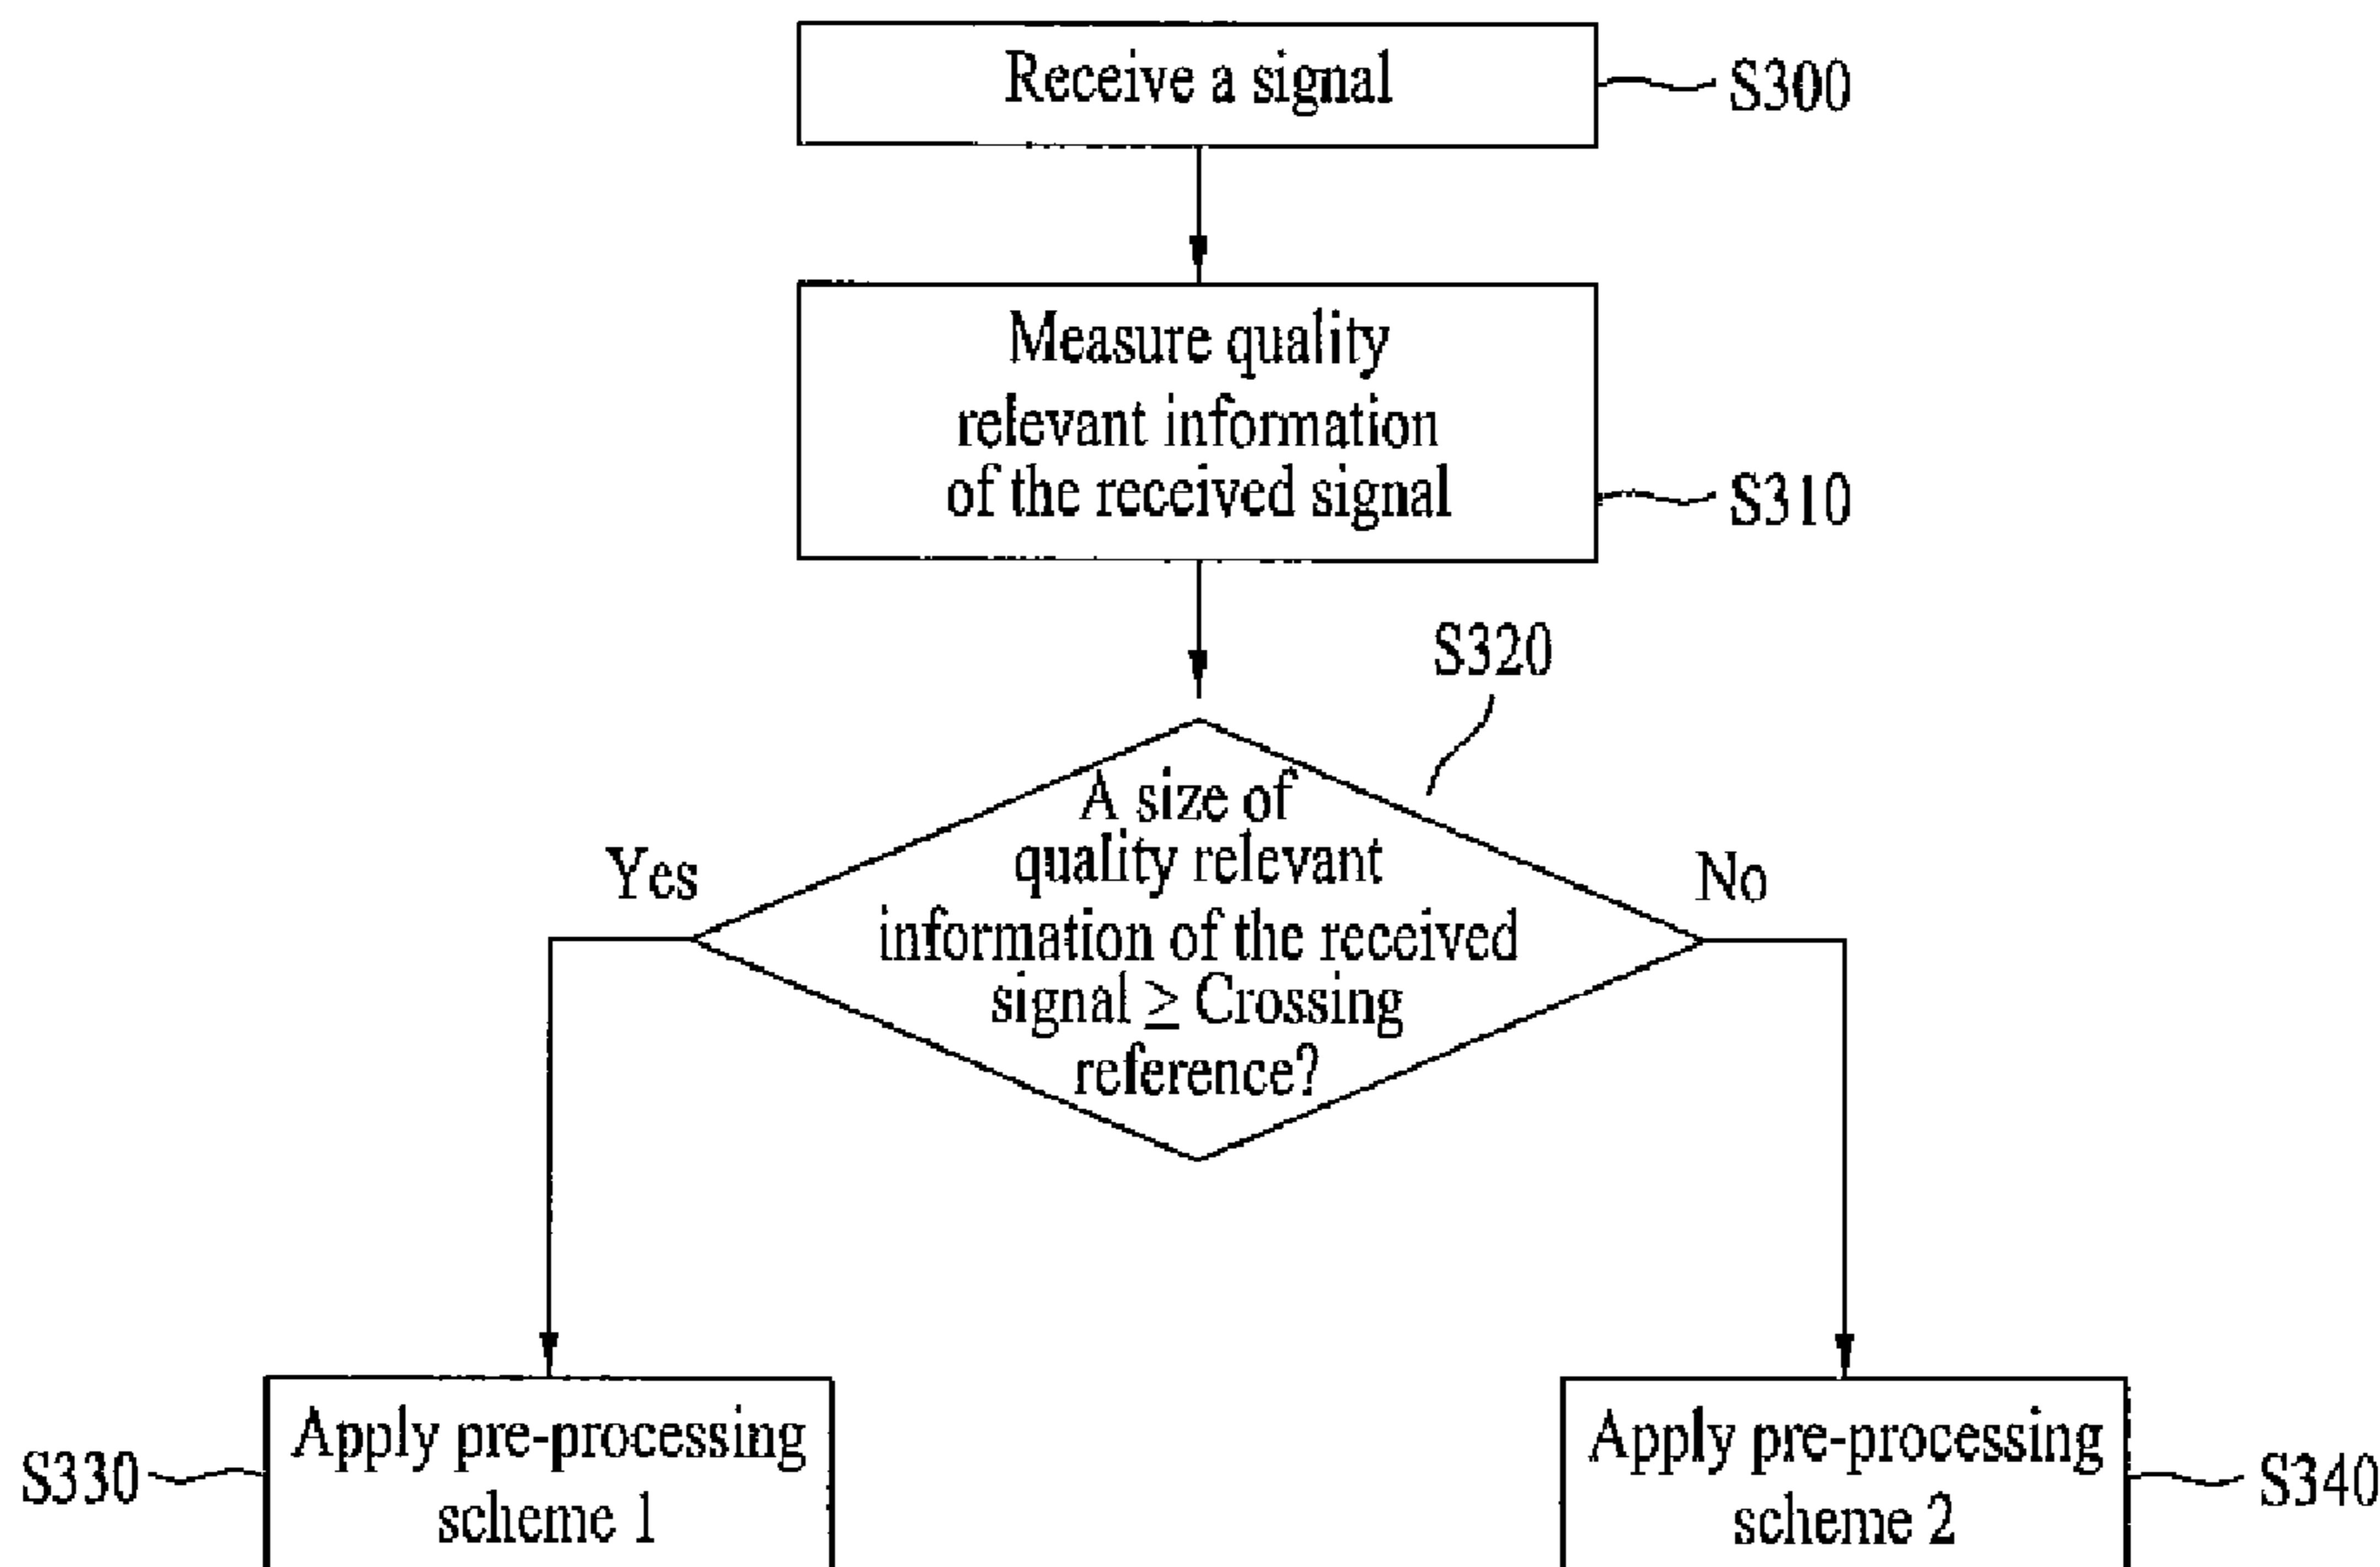 Receive a signal
S300
Measure quality
relevant information
of the received signal
S310
S320
A size of
quality relevant
information of the received
signal ≥ Crossing
reference?
Yes
No
S330
Apply pre-processing
scheme 1
Apply pre-processing
scheme 2
S340